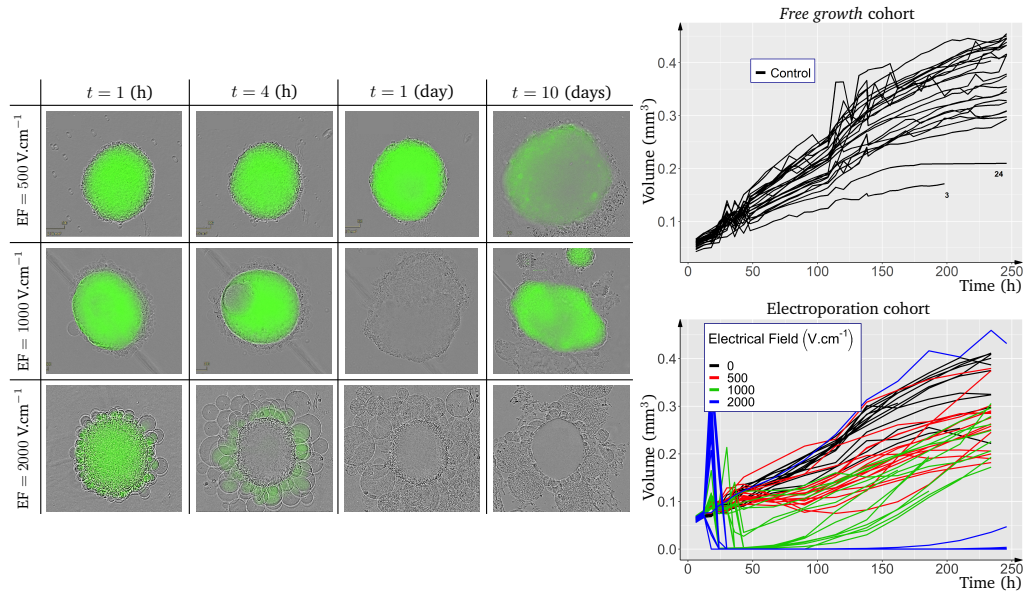 t = 1 (h)
t = 4 (h)
t = 1 (day)
t = 10 (days)
EF = 500 V.cm⁻¹
EF = 1000 V.cm⁻¹
EF = 2000 V.cm⁻¹
Free growth cohort
Control
Volume (mm³)
0.4
0.3
0.2
0.1
24
3
0 50 100 150 200 250
Time (h)
Electroporation cohort
Electrical Field (V.cm⁻¹)
0
500
1000
2000
Volume (mm³)
0.4
0.3
0.2
0.1
0.0
0 50 100 150 200 250
Time (h)